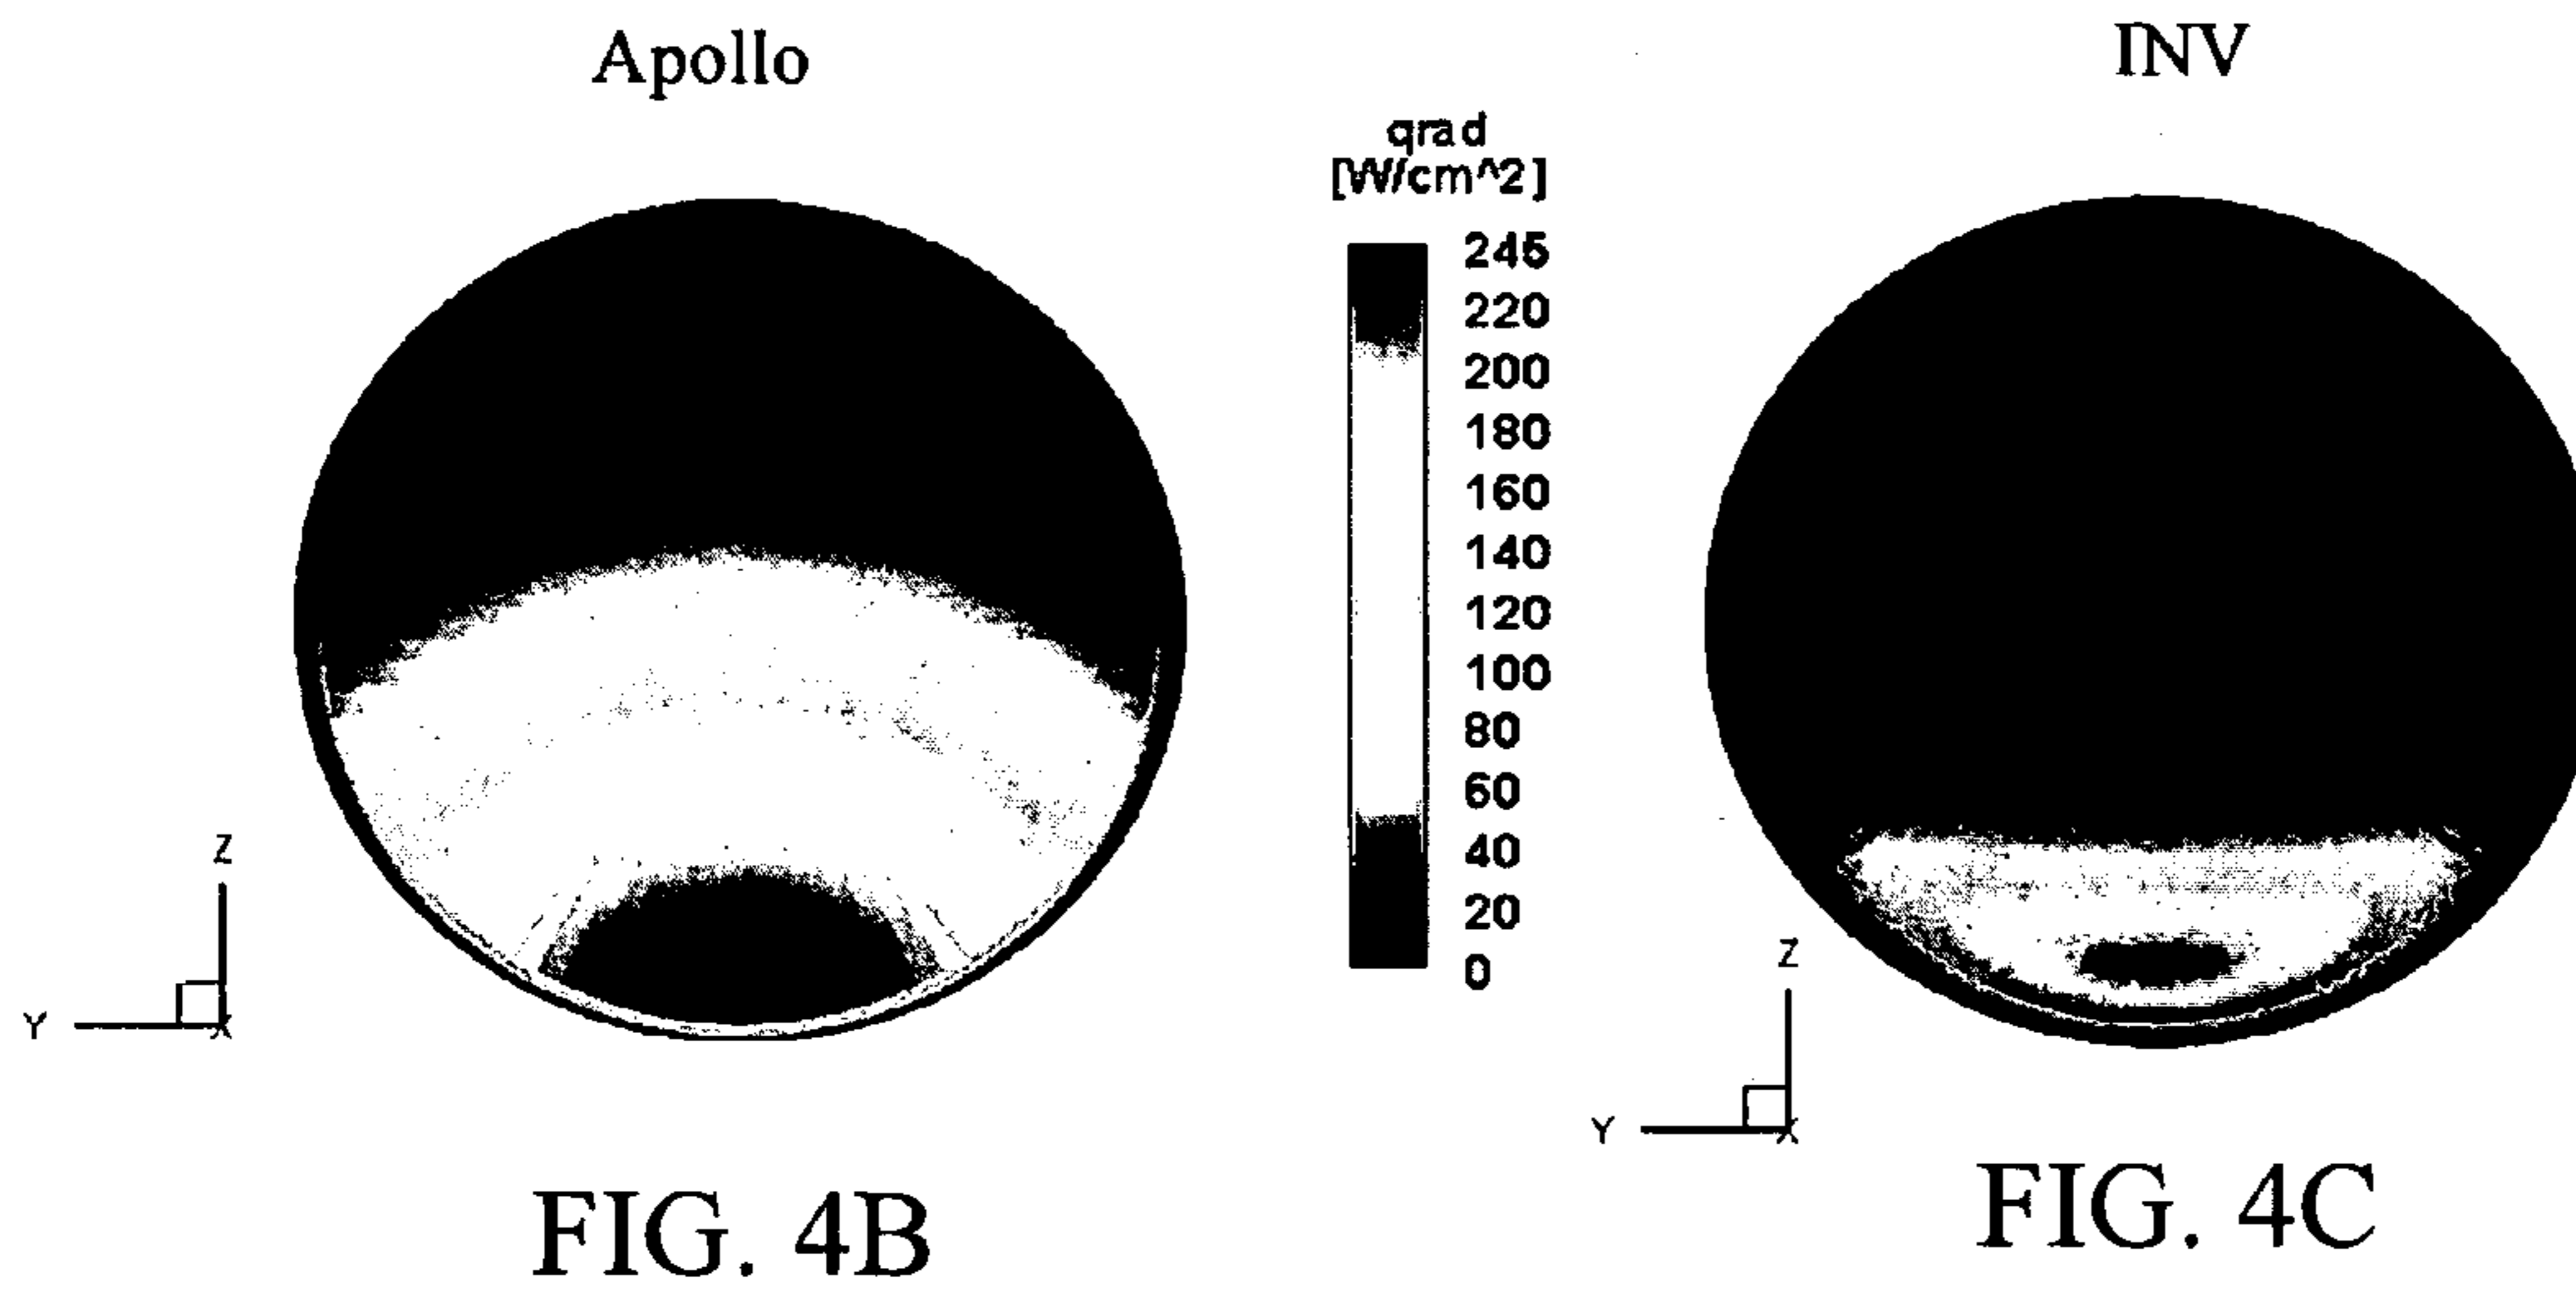 Apollo
INV
qrad
[W/cm^2]
245
220
200
180
160
140
120
100
80
60
40
20
0
Z
Y
X
Z
Y
X
FIG. 4B
FIG. 4C